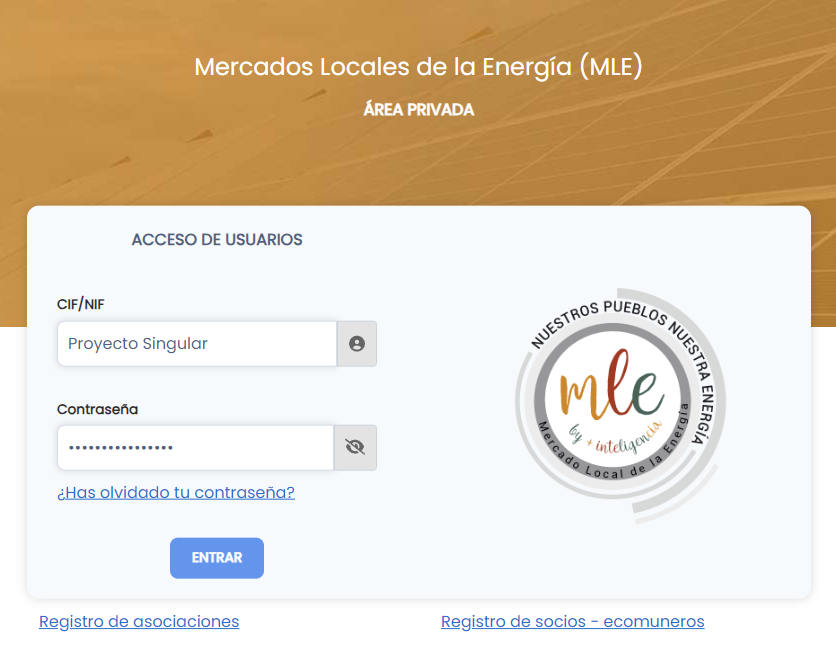 Mercados Locales de la Energía (MLE)
ÁREA PRIVADA
ACCESO DE USUARIOS
CIF/NIF
Proyecto Singular
Contraseña
••••••••••••••••
¿Has olvidado tu contraseña?
ENTRAR
NUESTROS PUEBLOS NUESTRA ENERGÍA
mle
by + inteligencia
Mercado Local de la Energía
Registro de asociaciones
Registro de socios - ecomuneros